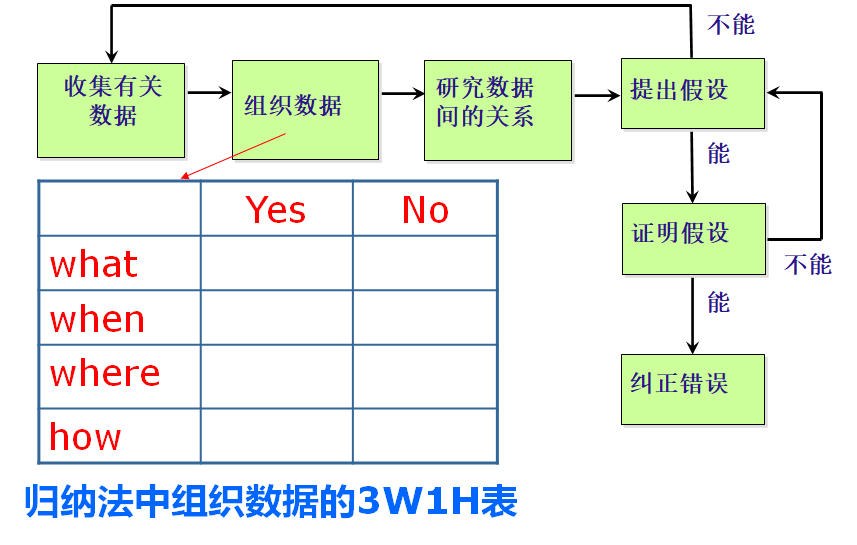 不能
收集有关
数据
组织数据
研究数据
间的关系
提出假设
能
证明假设
不能
能
纠正错误
Yes No
what
when
where
how
归纳法中组织数据的3W1H表